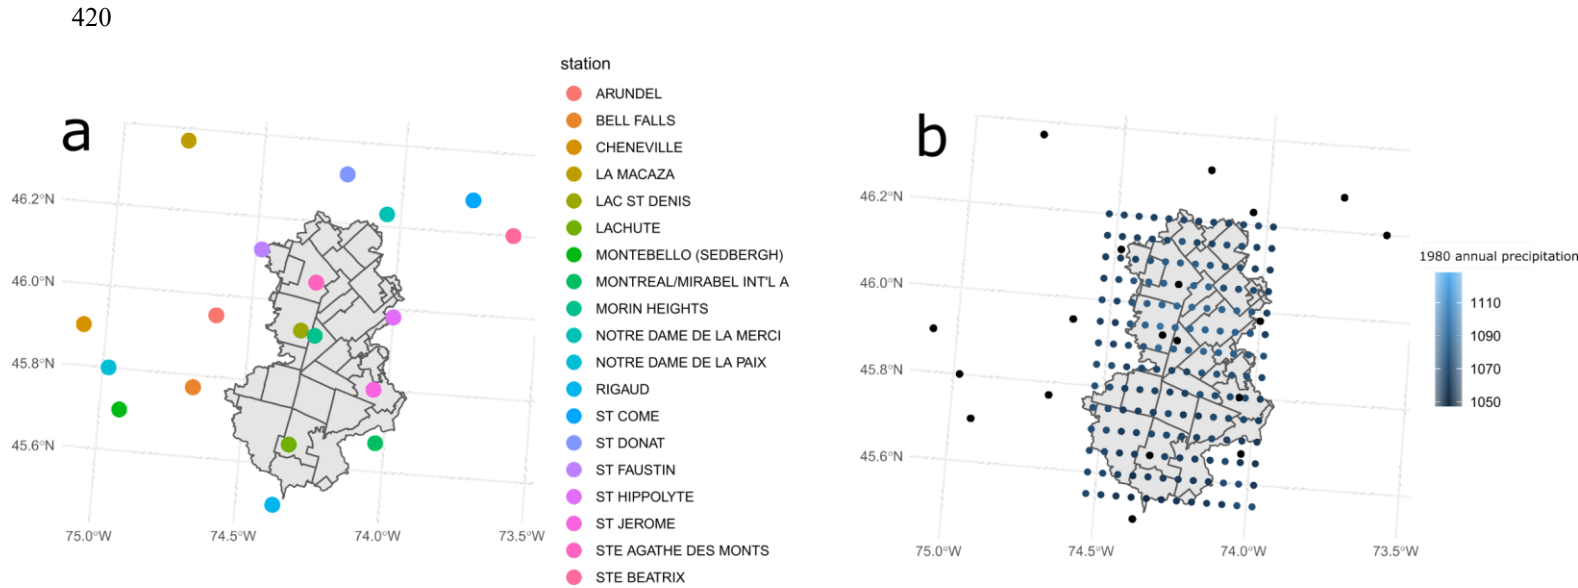 420
a
46.2°N
46.0°N
45.8°N
45.6°N
75.0°W
74.5°W
74.0°W
73.5°W
station
ARUNDEL
BELL FALLS
CHENEVILLE
LA MACAZA
LAC ST DENIS
LACHUTE
MONTEBELLO (SEDBERGH)
MONTREAL/MIRABEL INT'L A
MORIN HEIGHTS
NOTRE DAME DE LA MERCI
NOTRE DAME DE LA PAIX
RIGAUD
ST COME
ST DONAT
ST FAUSTIN
ST HIPPOLYTE
ST JEROME
STE AGATHE DES MONTS
STE BEATRIX
b
46.2°N
46.0°N
45.8°N
45.6°N
75.0°W
74.5°W
74.0°W
73.5°W
1980 annual precipitation
1110
1090
1070
1050